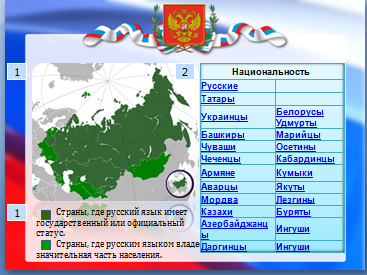 1
2
Национальность
Русские
Татары
Украинцы
Белорусы
Удмурты
Башкиры
Марийцы
Чуваши
Осетины
Чеченцы
Кабардинцы
Армяне
Кумыки
Аварцы
Якуты
Мордва
Лезгины
Казахи
Буряты
Азербайджанц
ы
Ингуши
Даргинцы
Ингуши
1
Страны, где русский язык имеет
государственный или официальный
статус.
Страны, где русским языком владе
значительная часть населения.